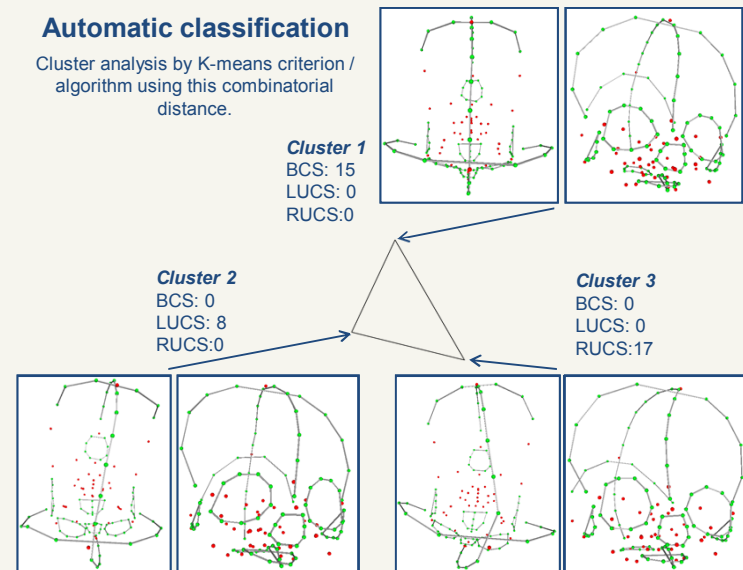 Automatic classification
Cluster analysis by K-means criterion /
algorithm using this combinatorial
distance.
Cluster 1
BCS: 15
LUCS: 0
RUCS:0
Cluster 2
BCS: 0
LUCS: 8
RUCS:0
Cluster 3
BCS: 0
LUCS: 0
RUCS:17